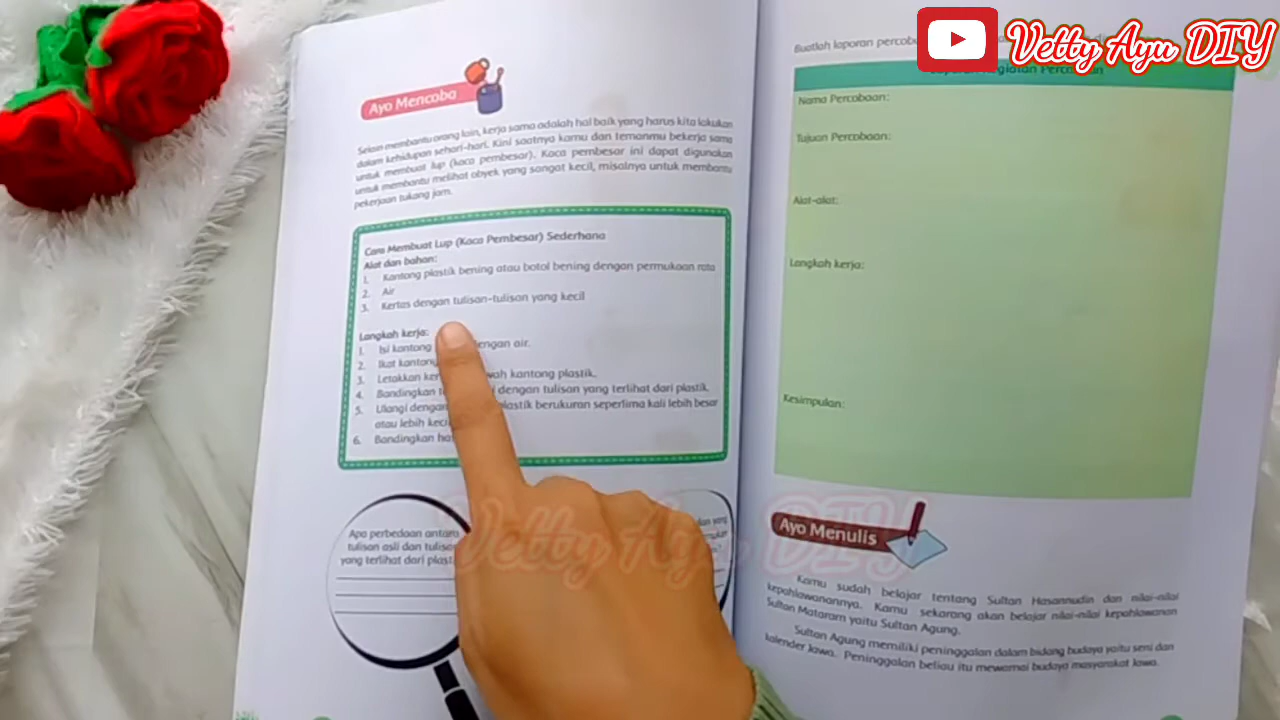 Vetty Ayu DIY
Ayo Mencoba
Selain membantu orang lain, kerja sama adalah hal baik yang harus kita lakukan
dalam kehidupan sehari-hari. Kini saatnya kamu dan temanmu bekerja sama
untuk membuat lup (kaca pembesar). Kaca pembesar ini dapat digunakan
untuk membantu melihat obyek yang sangat kecil, misalnya untuk membantu
pekerjaan tukang jam.
Cara Membuat Lup (Kaca Pembesar) Sederhana
Alat dan bahan:
1. Kantong plastik bening atau botol bening dengan permukaan rata
2. Air
3. Kertas dengan tulisan-tulisan yang kecil
Langkah kerja:
1. Isi kantong dengan air.
2. Ikat kantong
3. Letakkan kantong plastik.
4. Bandingkan dengan tulisan yang terlihat dari plastik.
5. Ulangi dengan plastik berukuran seperlima kali lebih besar
atau lebih
6. Bandingkan
Apa perbedaan antara
tulisan asli dan
yang terlihat dari
Vetty Ayu DIY
Buatlah laporan
Kegiatan Percobaan
Nama Percobaan:
Tujuan Percobaan:
Alat-alat:
Langkah kerja:
Kesimpulan:
Ayo Menulis
Kamu sudah belajar tentang Sultan Hasannudin dan nilai-nilai
kepahlawanannya. Kamu sekarang akan belajar nilai-nilai kepahlawanan
Sultan Mataram yaitu Sultan Agung.
Sultan Agung memiliki peninggalan dalam bidang budaya yaitu seni dan
kalender Jawa. Peninggalan beliau itu mewarnai budaya masyarakat Jawa.